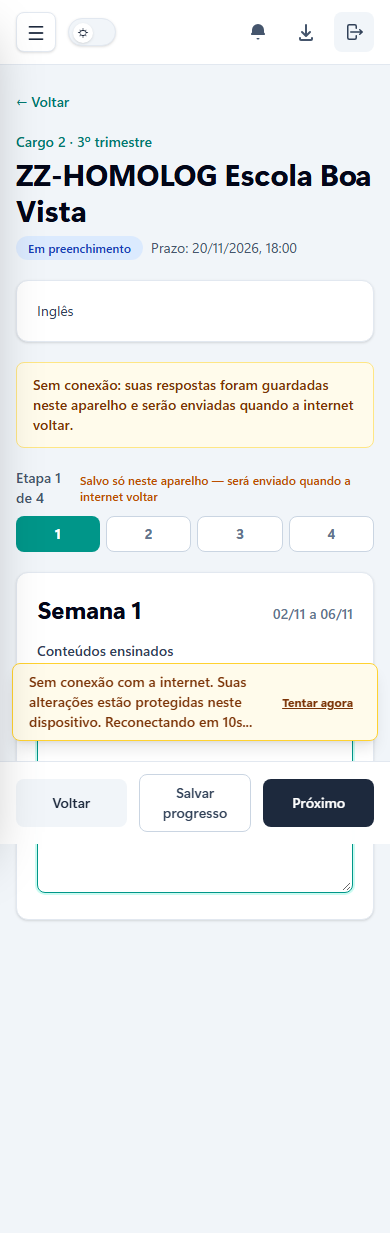 ← Voltar
Cargo 2 · 3º trimestre
ZZ-HOMOLOG Escola Boa
Vista
Em preenchimento
Prazo: 20/11/2026, 18:00
Inglês
Sem conexão: suas respostas foram guardadas
neste aparelho e serão enviadas quando a internet
voltar.
Etapa 1
de 4
Salvo só neste aparelho — será enviado quando a
internet voltar
1
2
3
4
Semana 1
02/11 a 06/11
Conteúdos ensinados
Sem conexão com a internet. Suas
alterações estão protegidas neste
dispositivo. Reconectando em 10s...
Tentar agora
Voltar
Salvar
progresso
Próximo